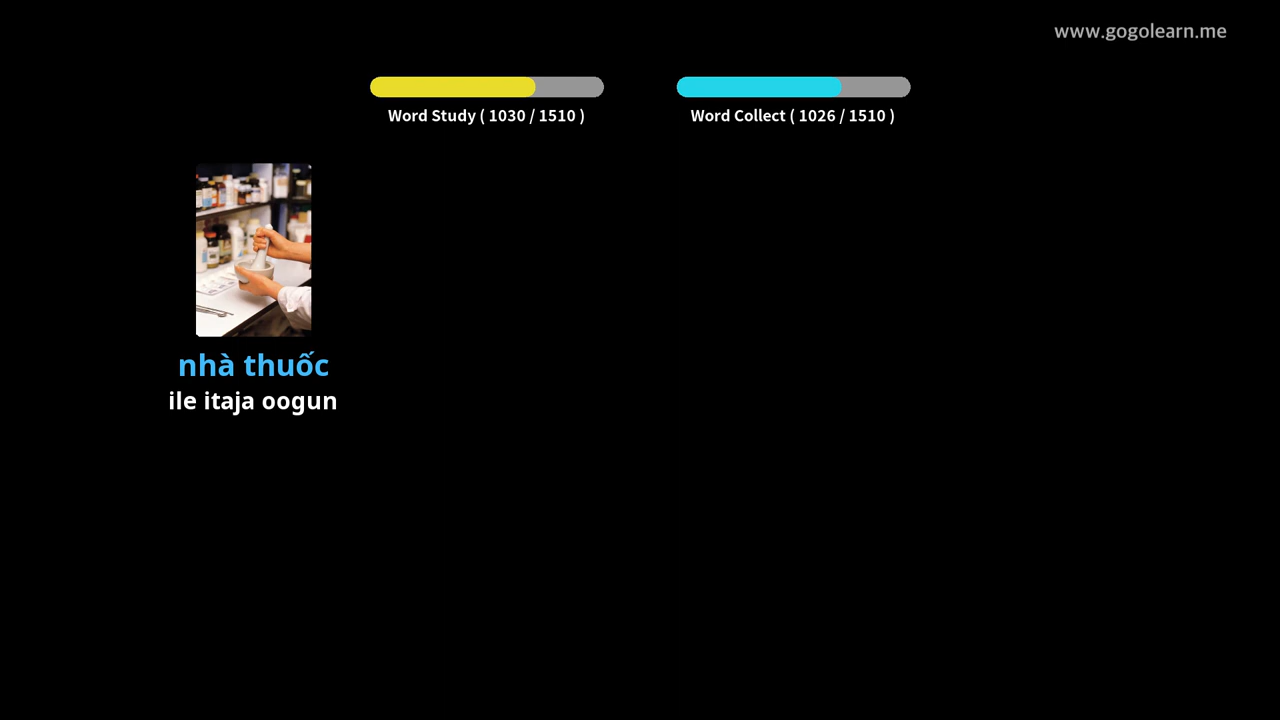 www.gogolearn.me
Word Study ( 1030 / 1510 )
Word Collect ( 1026 / 1510 )
nhà thuốc
ile itaja oogun